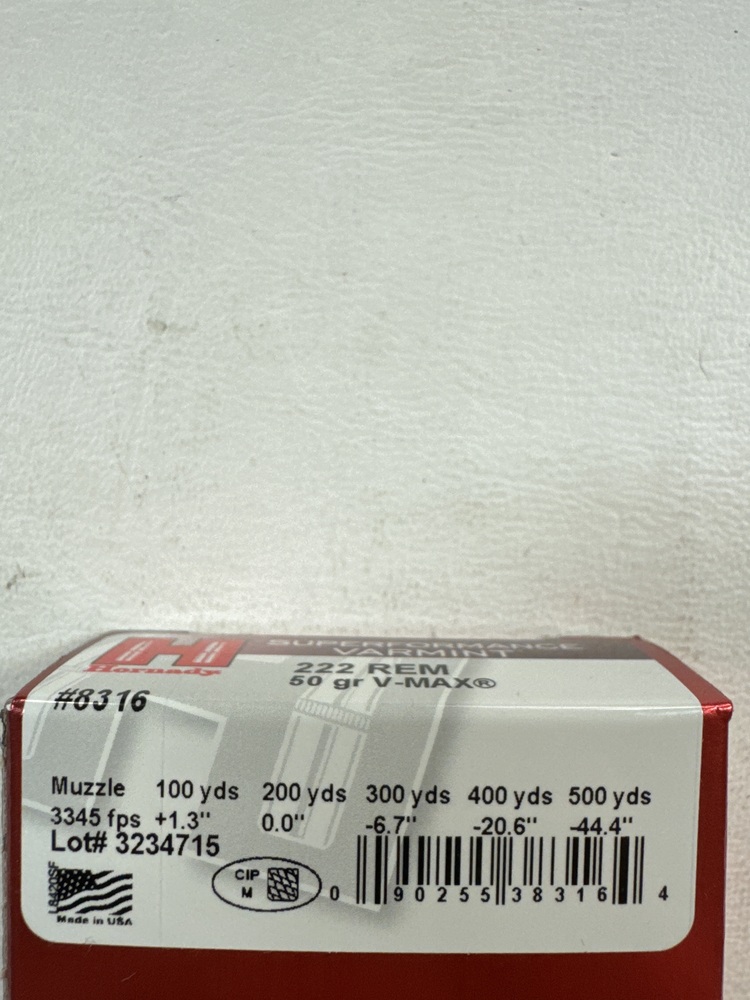 H
Hornady
SUPERFORMANCE
VARMINT
222 REM
50 gr V-MAX®
#8316
Muzzle 100 yds 200 yds 300 yds 400 yds 500 yds
3345 fps +1.3" 0.0" -6.7" -20.6" -44.4"
Lot# 3234715
L8420SF
Made in USA
CIP
M
0 90255 38316 4